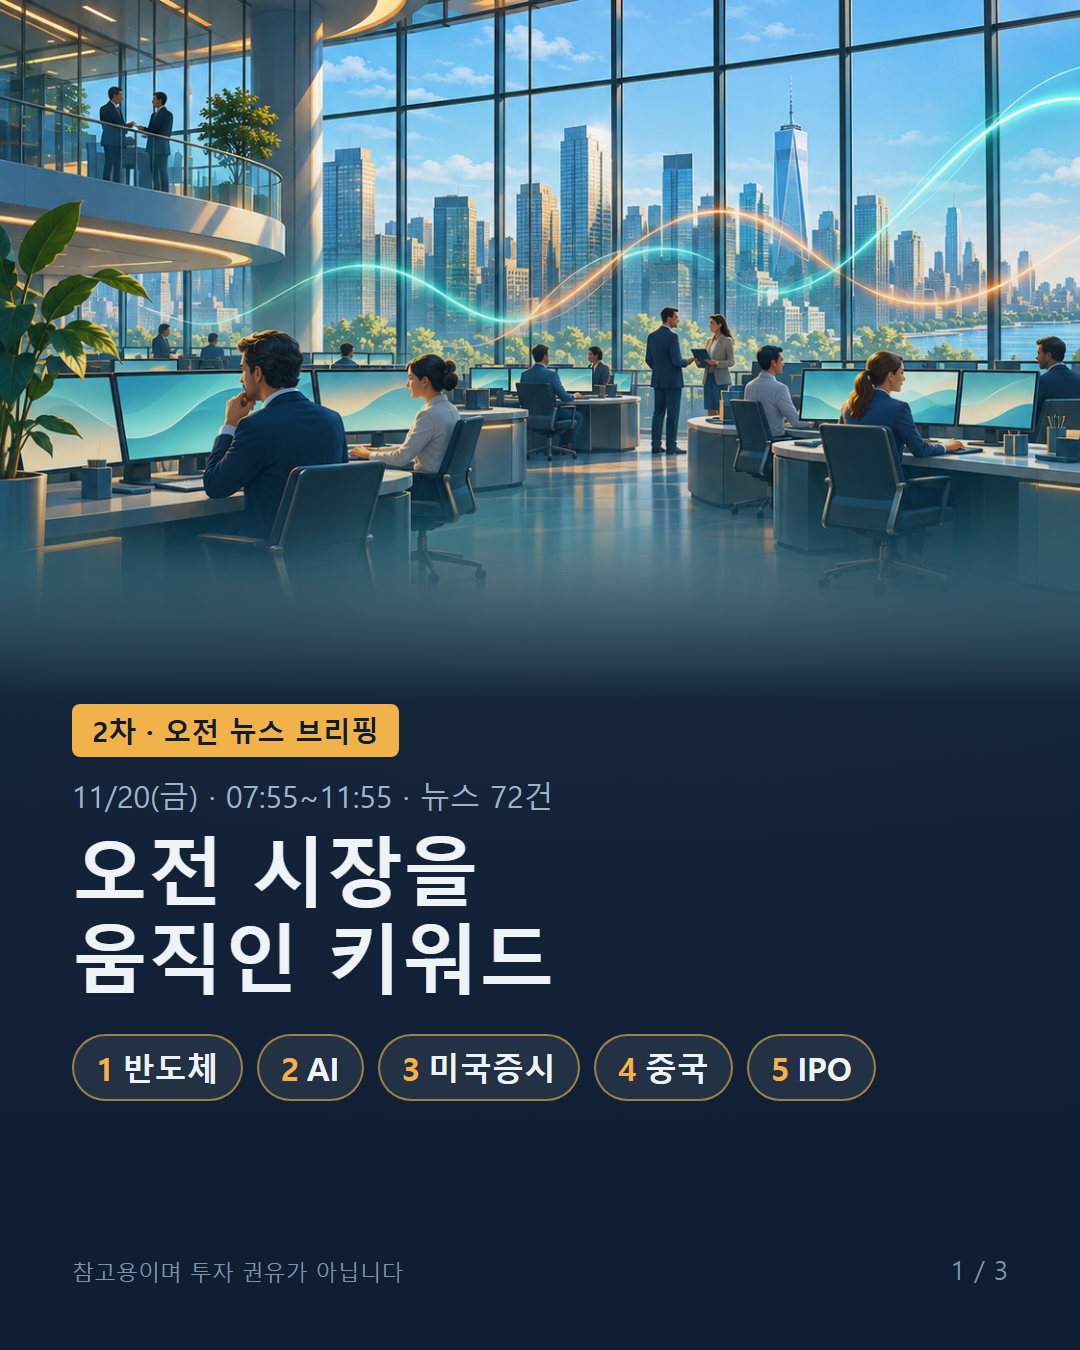 2차 · 오전 뉴스 브리핑
11/20(금) · 07:55~11:55 · 뉴스 72건
오전 시장을
움직인 키워드
1 반도체 2 AI 3 미국증시 4 중국 5 IPO
참고용이며 투자 권유가 아닙니다 1 / 3